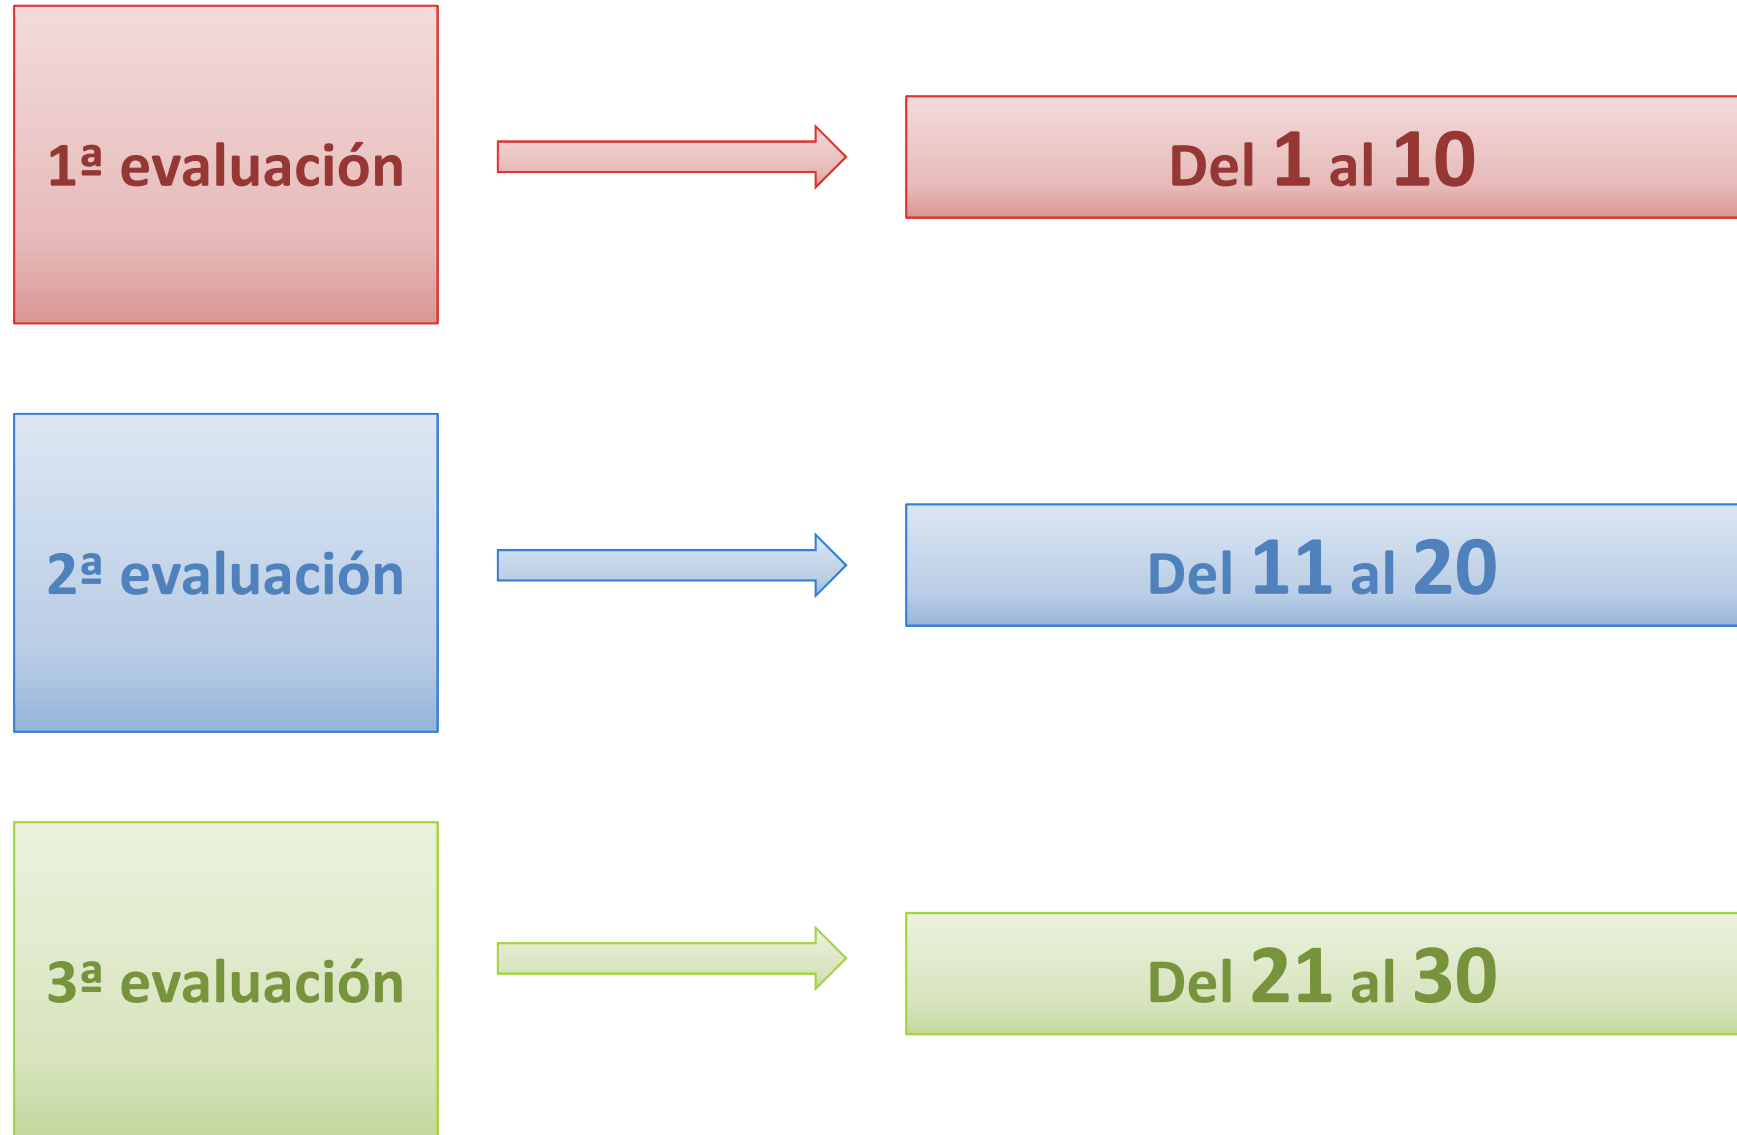 1ª evaluación
Del 1 al 10
2ª evaluación
Del 11 al 20
3ª evaluación
Del 21 al 30